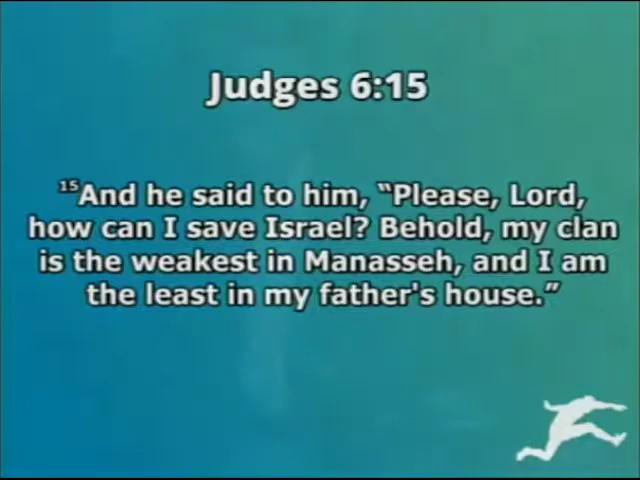 Judges 6:15
¹⁵And he said to him, “Please, Lord,
how can I save Israel? Behold, my clan
is the weakest in Manasseh, and I am
the least in my father's house.”